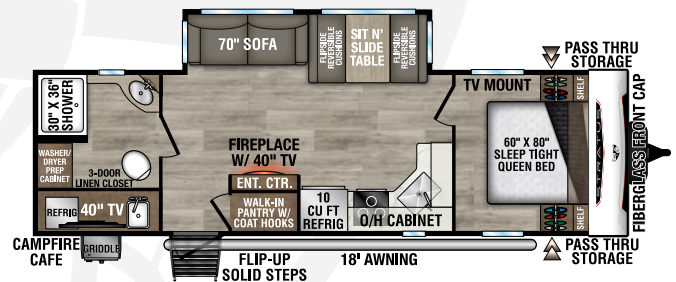 70" SOFA
FLIPSIDE
REVERSIBLE
CUSHIONS
SIT N'
SLIDE
TABLE
FLIPSIDE
REVERSIBLE
CUSHIONS
PASS THRU
STORAGE
30" X 36"
SHOWER
TV MOUNT
SHELF
FIBERGLASS FRONT CAP
STRATUS
60" X 80"
SLEEP TIGHT
QUEEN BED
FIREPLACE
W/ 40" TV
ENT. CTR.
WASHER/
DRYER
PREP
CABINET
3-DOOR
LINEN CLOSET
WALK-IN
PANTRY W/
COAT HOOKS
10
CU FT
REFRIG
O/H CABINET
SHELF
REFRIG
40" TV
CAMPFIRE
CAFE
GRIDDLE
FLIP-UP
SOLID STEPS
18' AWNING
PASS THRU
STORAGE